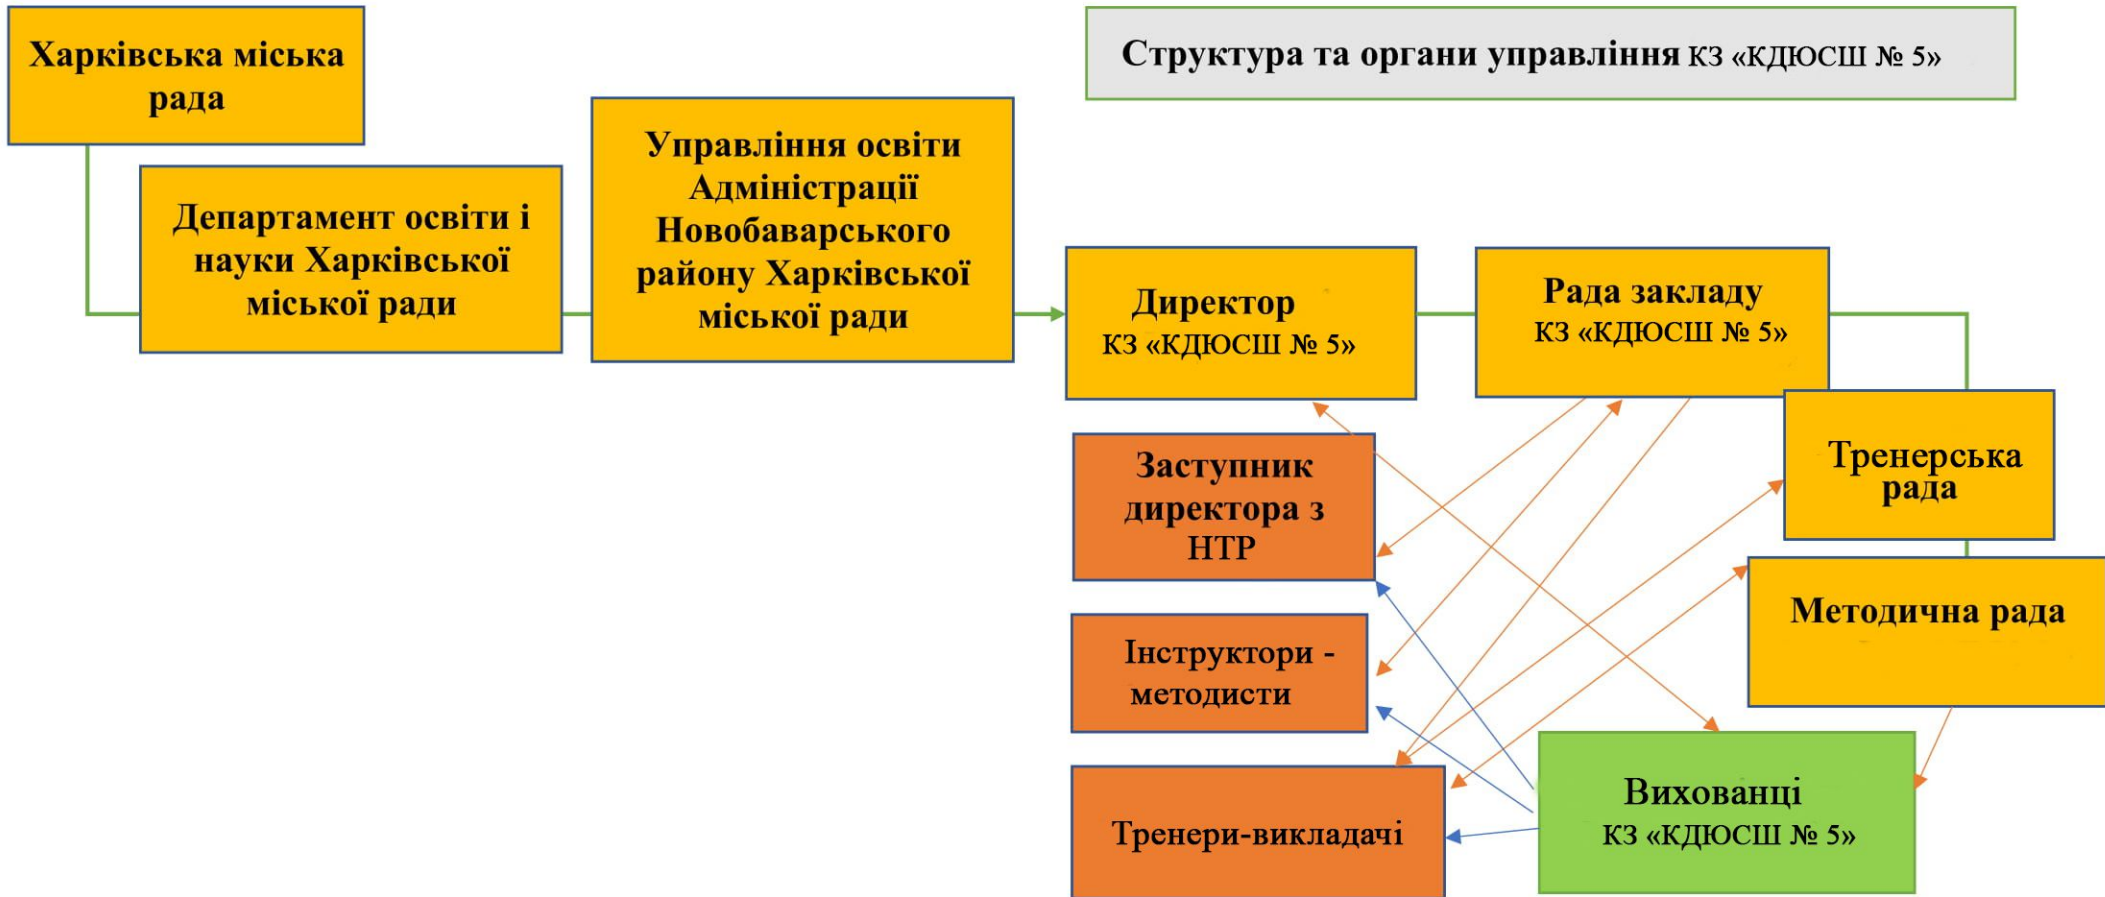 Харківська міська
рада
Структура та органи управління КЗ «КДЮСШ № 5»
Департамент освіти і
науки Харківської
міської ради
Управління освіти
Адміністрації
Новобаварського
району Харківської
міської ради
Директор
КЗ «КДЮСШ № 5»
Рада закладу
КЗ «КДЮСШ № 5»
Заступник
директора з
НТР
Тренерська
рада
Інструктори -
методисти
Методична рада
Тренери-викладачі
Вихованці
КЗ «КДЮСШ № 5»